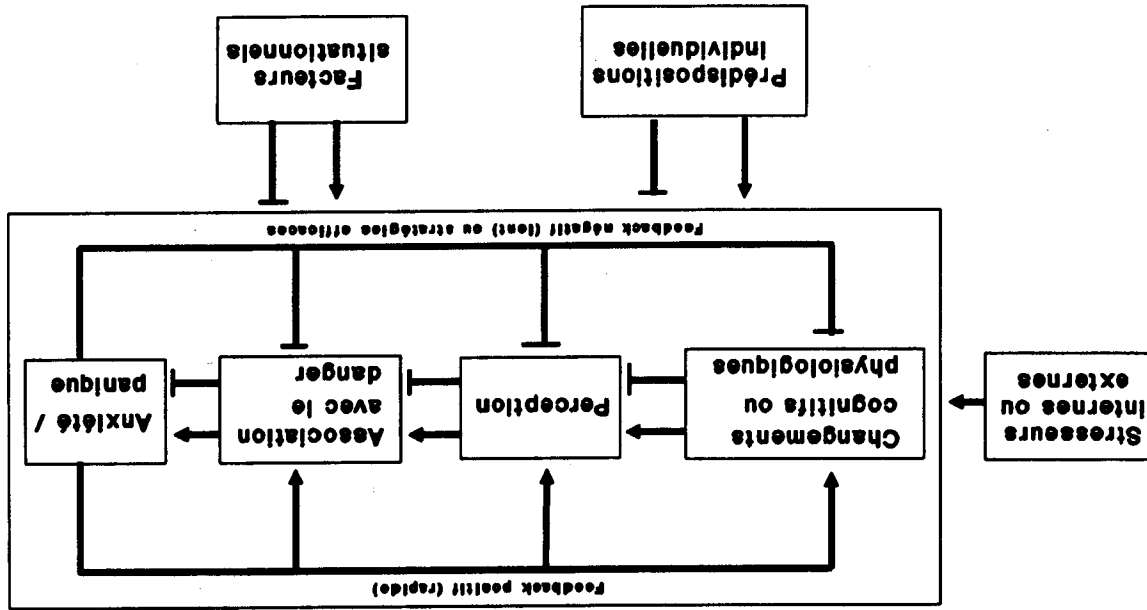 Feedback positif (rapide)
Stresseurs
internes ou
externes
Changements
cognitifs ou
physiologiques
Perception
Association
avec le
danger
Anxiété /
panique
Feedback négatif (lent) ou stratégies efficaces
Prédispositions
individuelles
Facteurs
situationnels